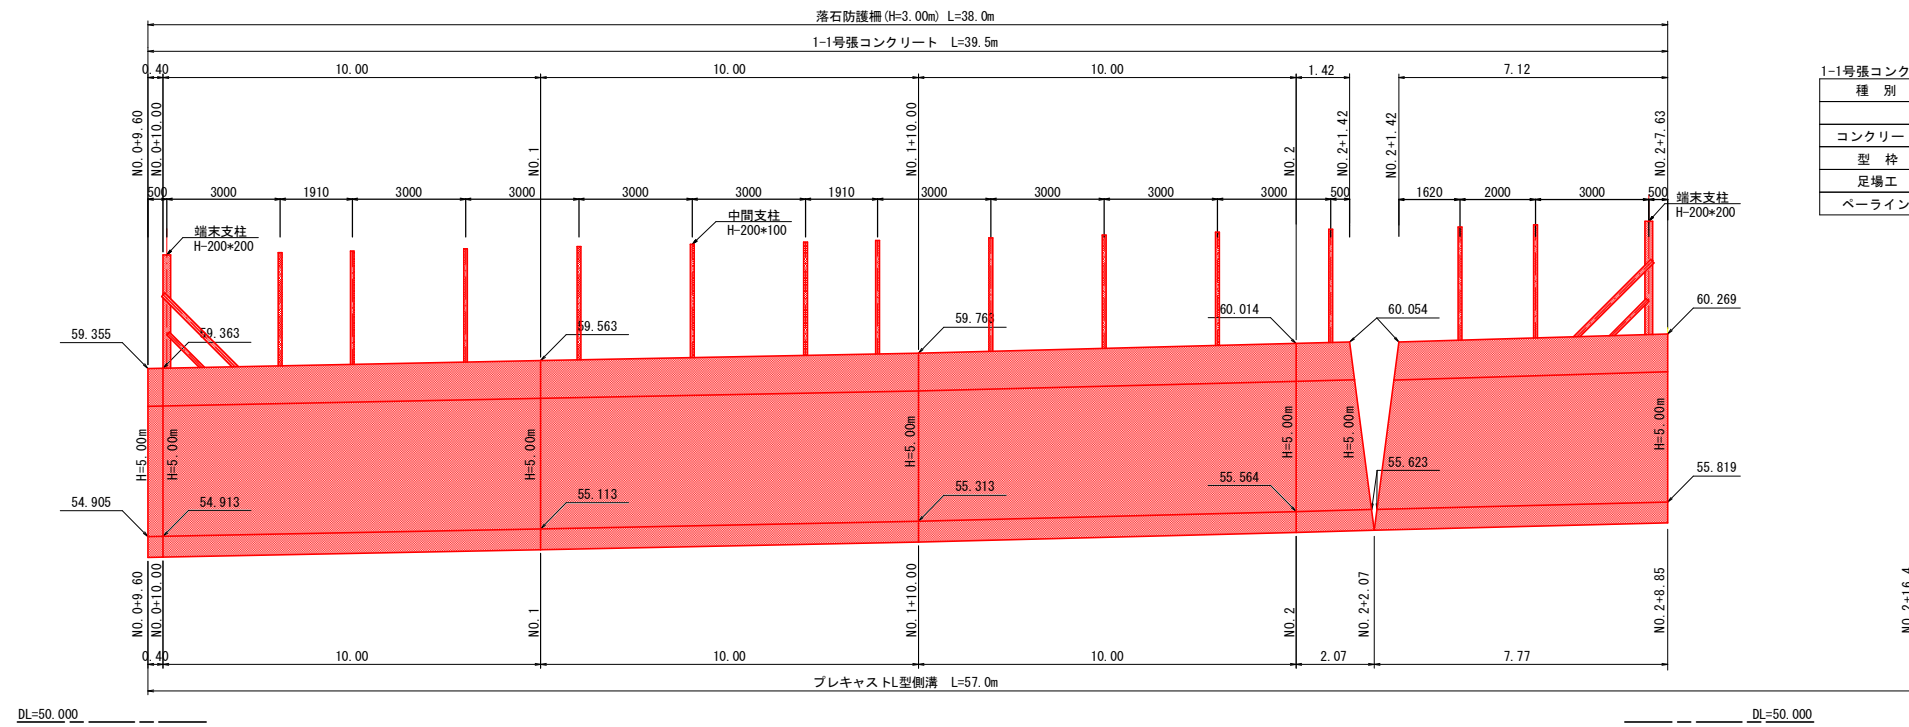 落石防護柵(H=3.00m) L=38.0m
1-1号張コンクリート L=39.5m
0.40 10.00 10.00 10.00 1.42 7.12
NO.0+9.60
NO.0+10.00
NO.1
NO.1+10.00
NO.2
NO.2+1.42
NO.2+1.42
NO.2+7.63
500 3000 1910 3000 3000 3000 3000 1910 3000 3000 3000 3000 500 1620 2000 3000 500
端末支柱
H-200*200
中間支柱
H-200*100
端末支柱
H-200*200
59.355
59.363
59.563
59.763
60.014
60.054
60.269
H=5.00m
H=5.00m
H=5.00m
H=5.00m
H=5.00m
H=5.00m
H=5.00m
54.905
54.913
55.113
55.313
55.564
55.623
55.819
NO.0+9.60
NO.0+10.00
NO.1
NO.1+10.00
NO.2
NO.2+2.07
NO.2+8.85
0.40 10.00 10.00 10.00 2.07 7.77
プレキャストL型側溝 L=57.0m
DL=50.000
DL=50.000
1-1号張コンク
種 別
コンクリー
型 枠
足場工
ペーライン
NO.2+16.4